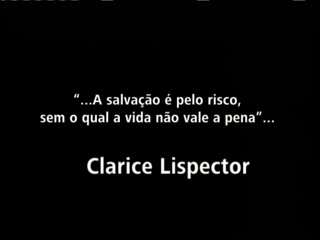 “...A salvação é pelo risco,
sem o qual a vida não vale a pena”...
Clarice Lispector